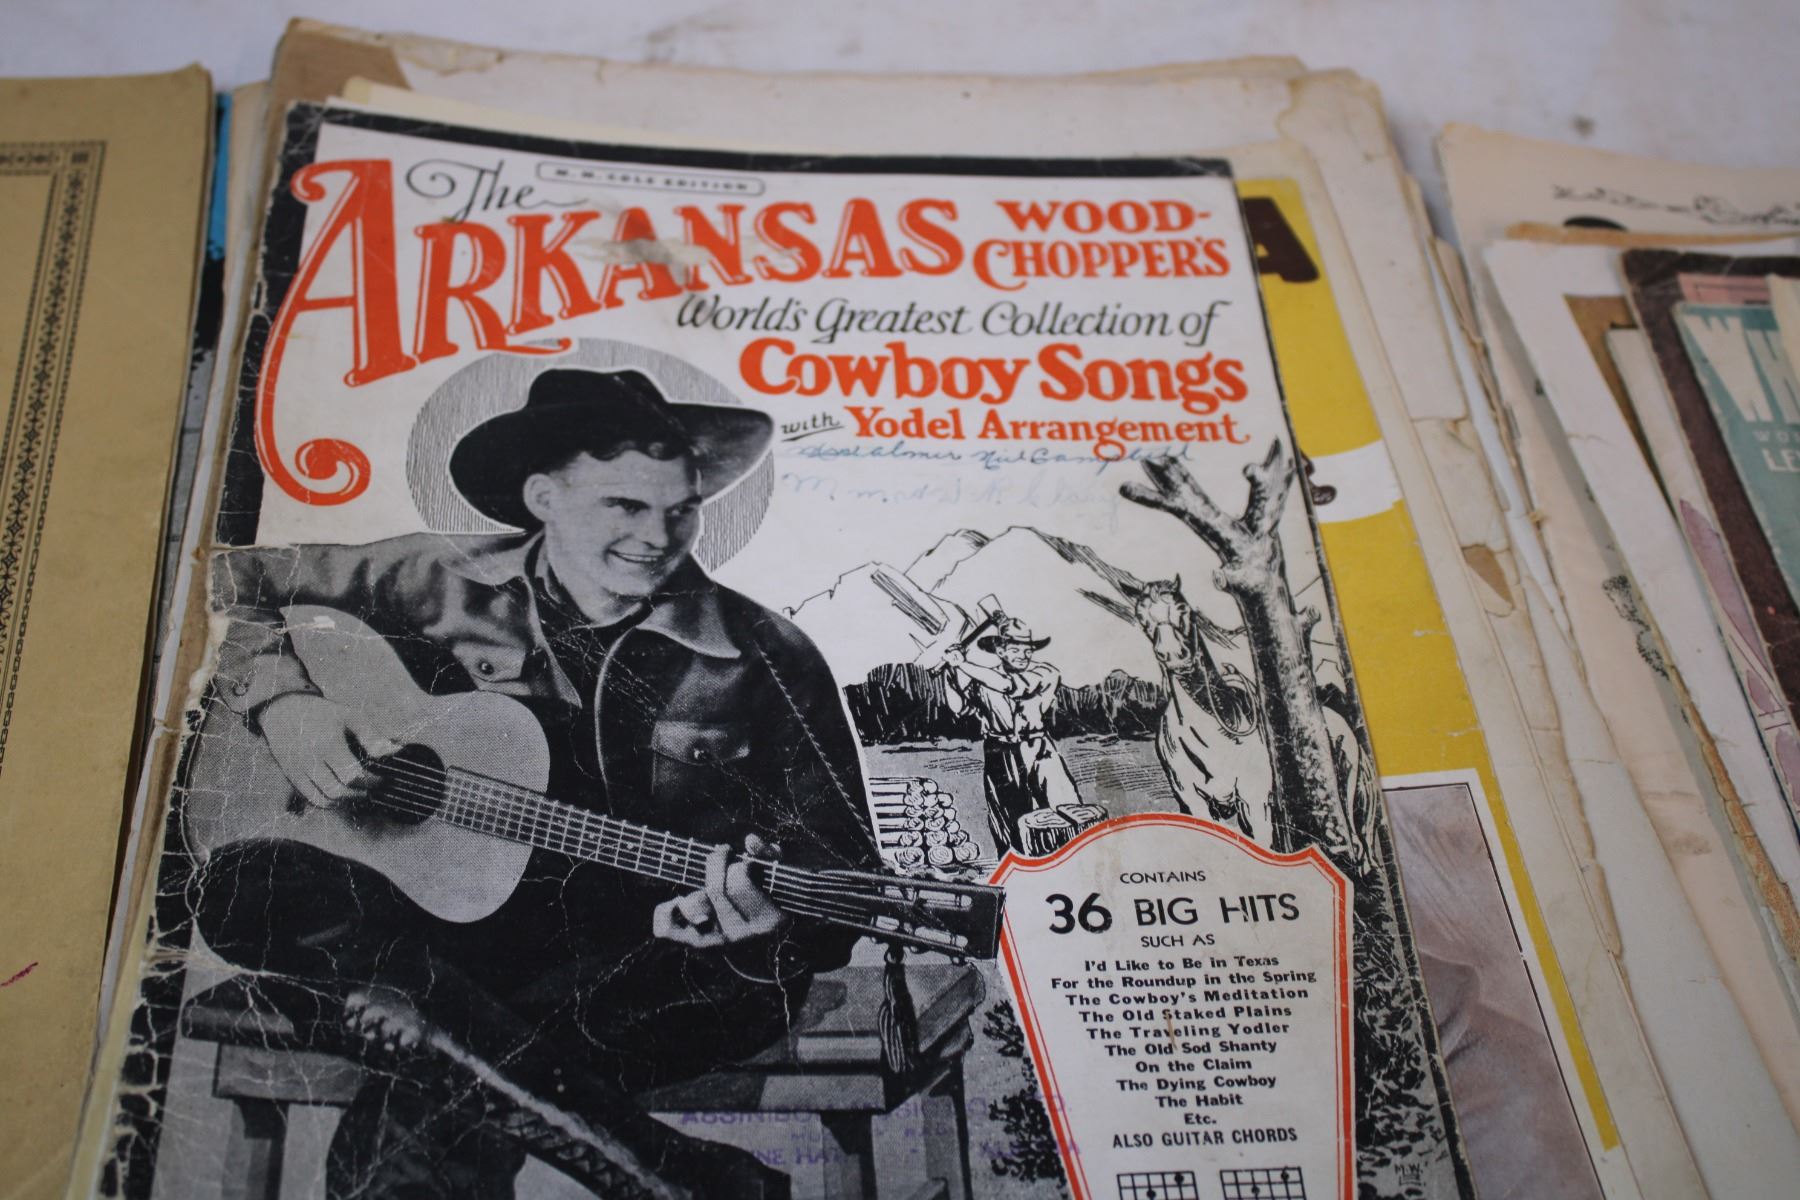 M. M. COLE EDITION
The
ARKANSAS WOOD-
CHOPPER'S
World's Greatest Collection of
Cowboy Songs
with Yodel Arrangement
CONTAINS
36 BIG HITS
SUCH AS
I'd Like to Be in Texas
For the Roundup in the Spring
The Cowboy's Meditation
The Old Staked Plains
The Traveling Yodler
The Old Sod Shanty
On the Claim
The Dying Cowboy
The Habit
Etc.
ALSO GUITAR CHORDS
M.W.
A